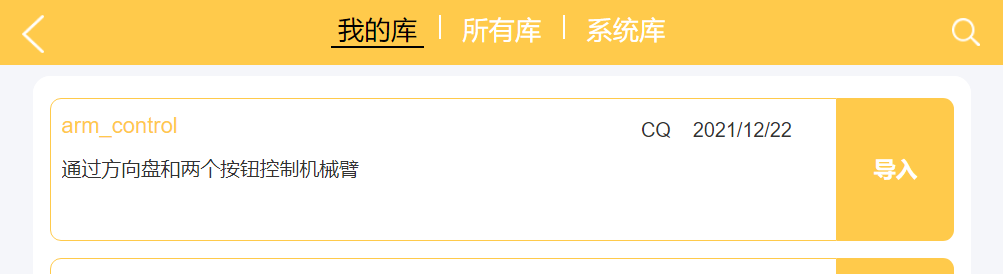 我的库 | 所有库 | 系统库
arm_control
CQ 2021/12/22
通过方向盘和两个按钮控制机械臂
导入